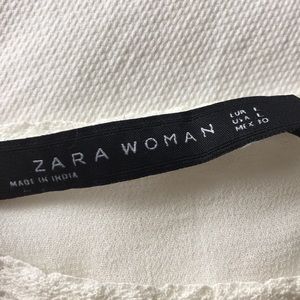 ZARA WOMAN
MADE IN INDIA
EUR L
USA L
MEX 30